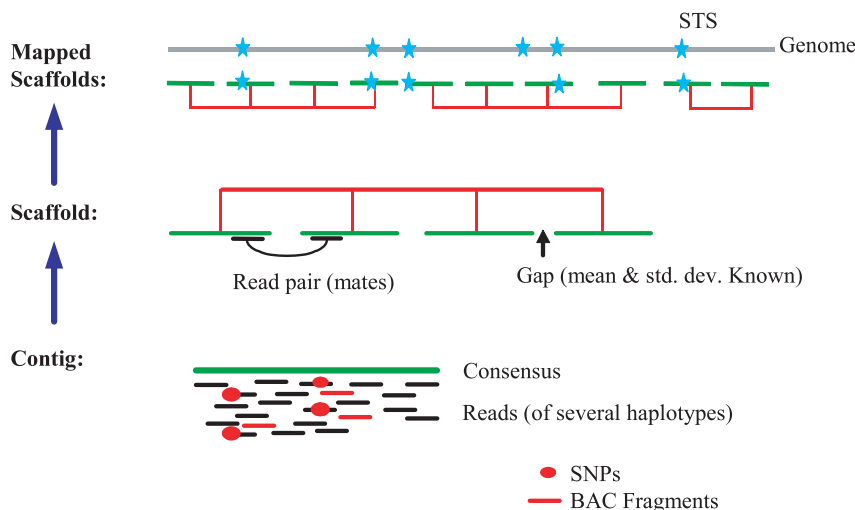 STS
Genome
Mapped
Scaffolds:
Scaffold:
Read pair (mates)
Gap (mean & std. dev. Known)
Contig:
Consensus
Reads (of several haplotypes)
SNPs
BAC Fragments